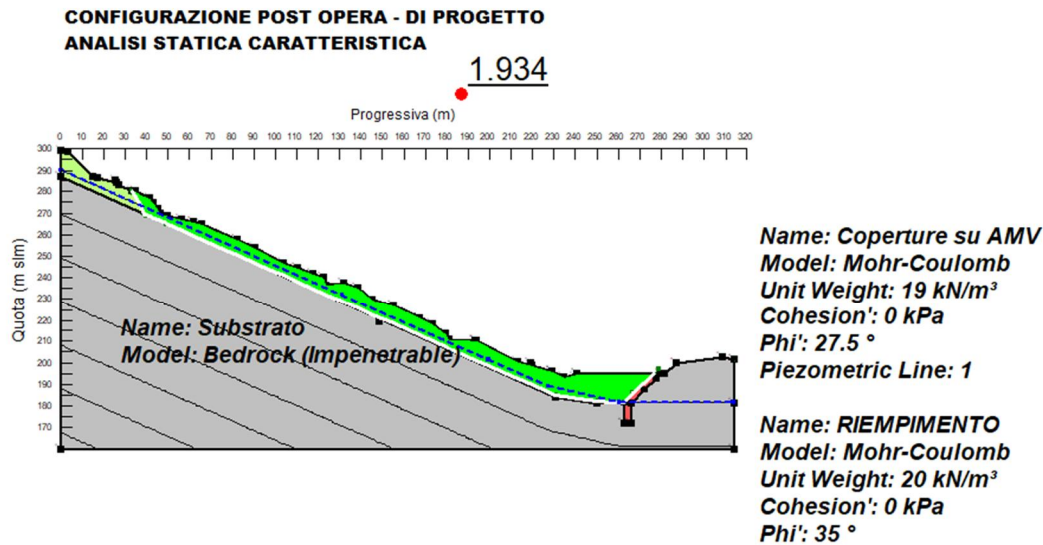 CONFIGURAZIONE POST OPERA - DI PROGETTO
ANALISI STATICA CARATTERISTICA
1.934
Progressiva (m)
0 10 20 30 40 50 60 70 80 90 100 110 120 130 140 150 160 170 180 190 200 210 220 230 240 250 260 270 280 290 300 310 320
300
290
280
270
260
250
240
230
220
210
200
190
180
170
Quota (m slm)
Name: Substrato
Model: Bedrock (Impenetrable)
Name: Coperture su AMV
Model: Mohr-Coulomb
Unit Weight: 19 kN/m³
Cohesion': 0 kPa
Phi': 27.5 °
Piezometric Line: 1
Name: RIEMPIMENTO
Model: Mohr-Coulomb
Unit Weight: 20 kN/m³
Cohesion': 0 kPa
Phi': 35 °